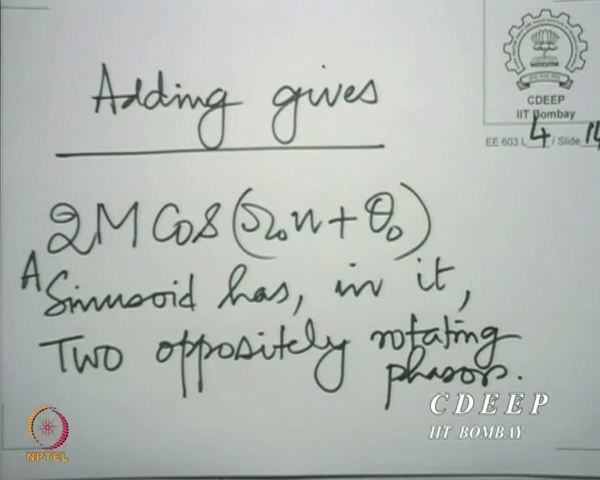 CDEEP
IIT Bombay
EE 603 L 4 / Slide 14
Adding gives
2M Cos(Ω₀n + θ₀)
A Sinusoid has, in it,
Two oppositely rotating
phasors.
CDEEP
IIT BOMBAY
NPTEL